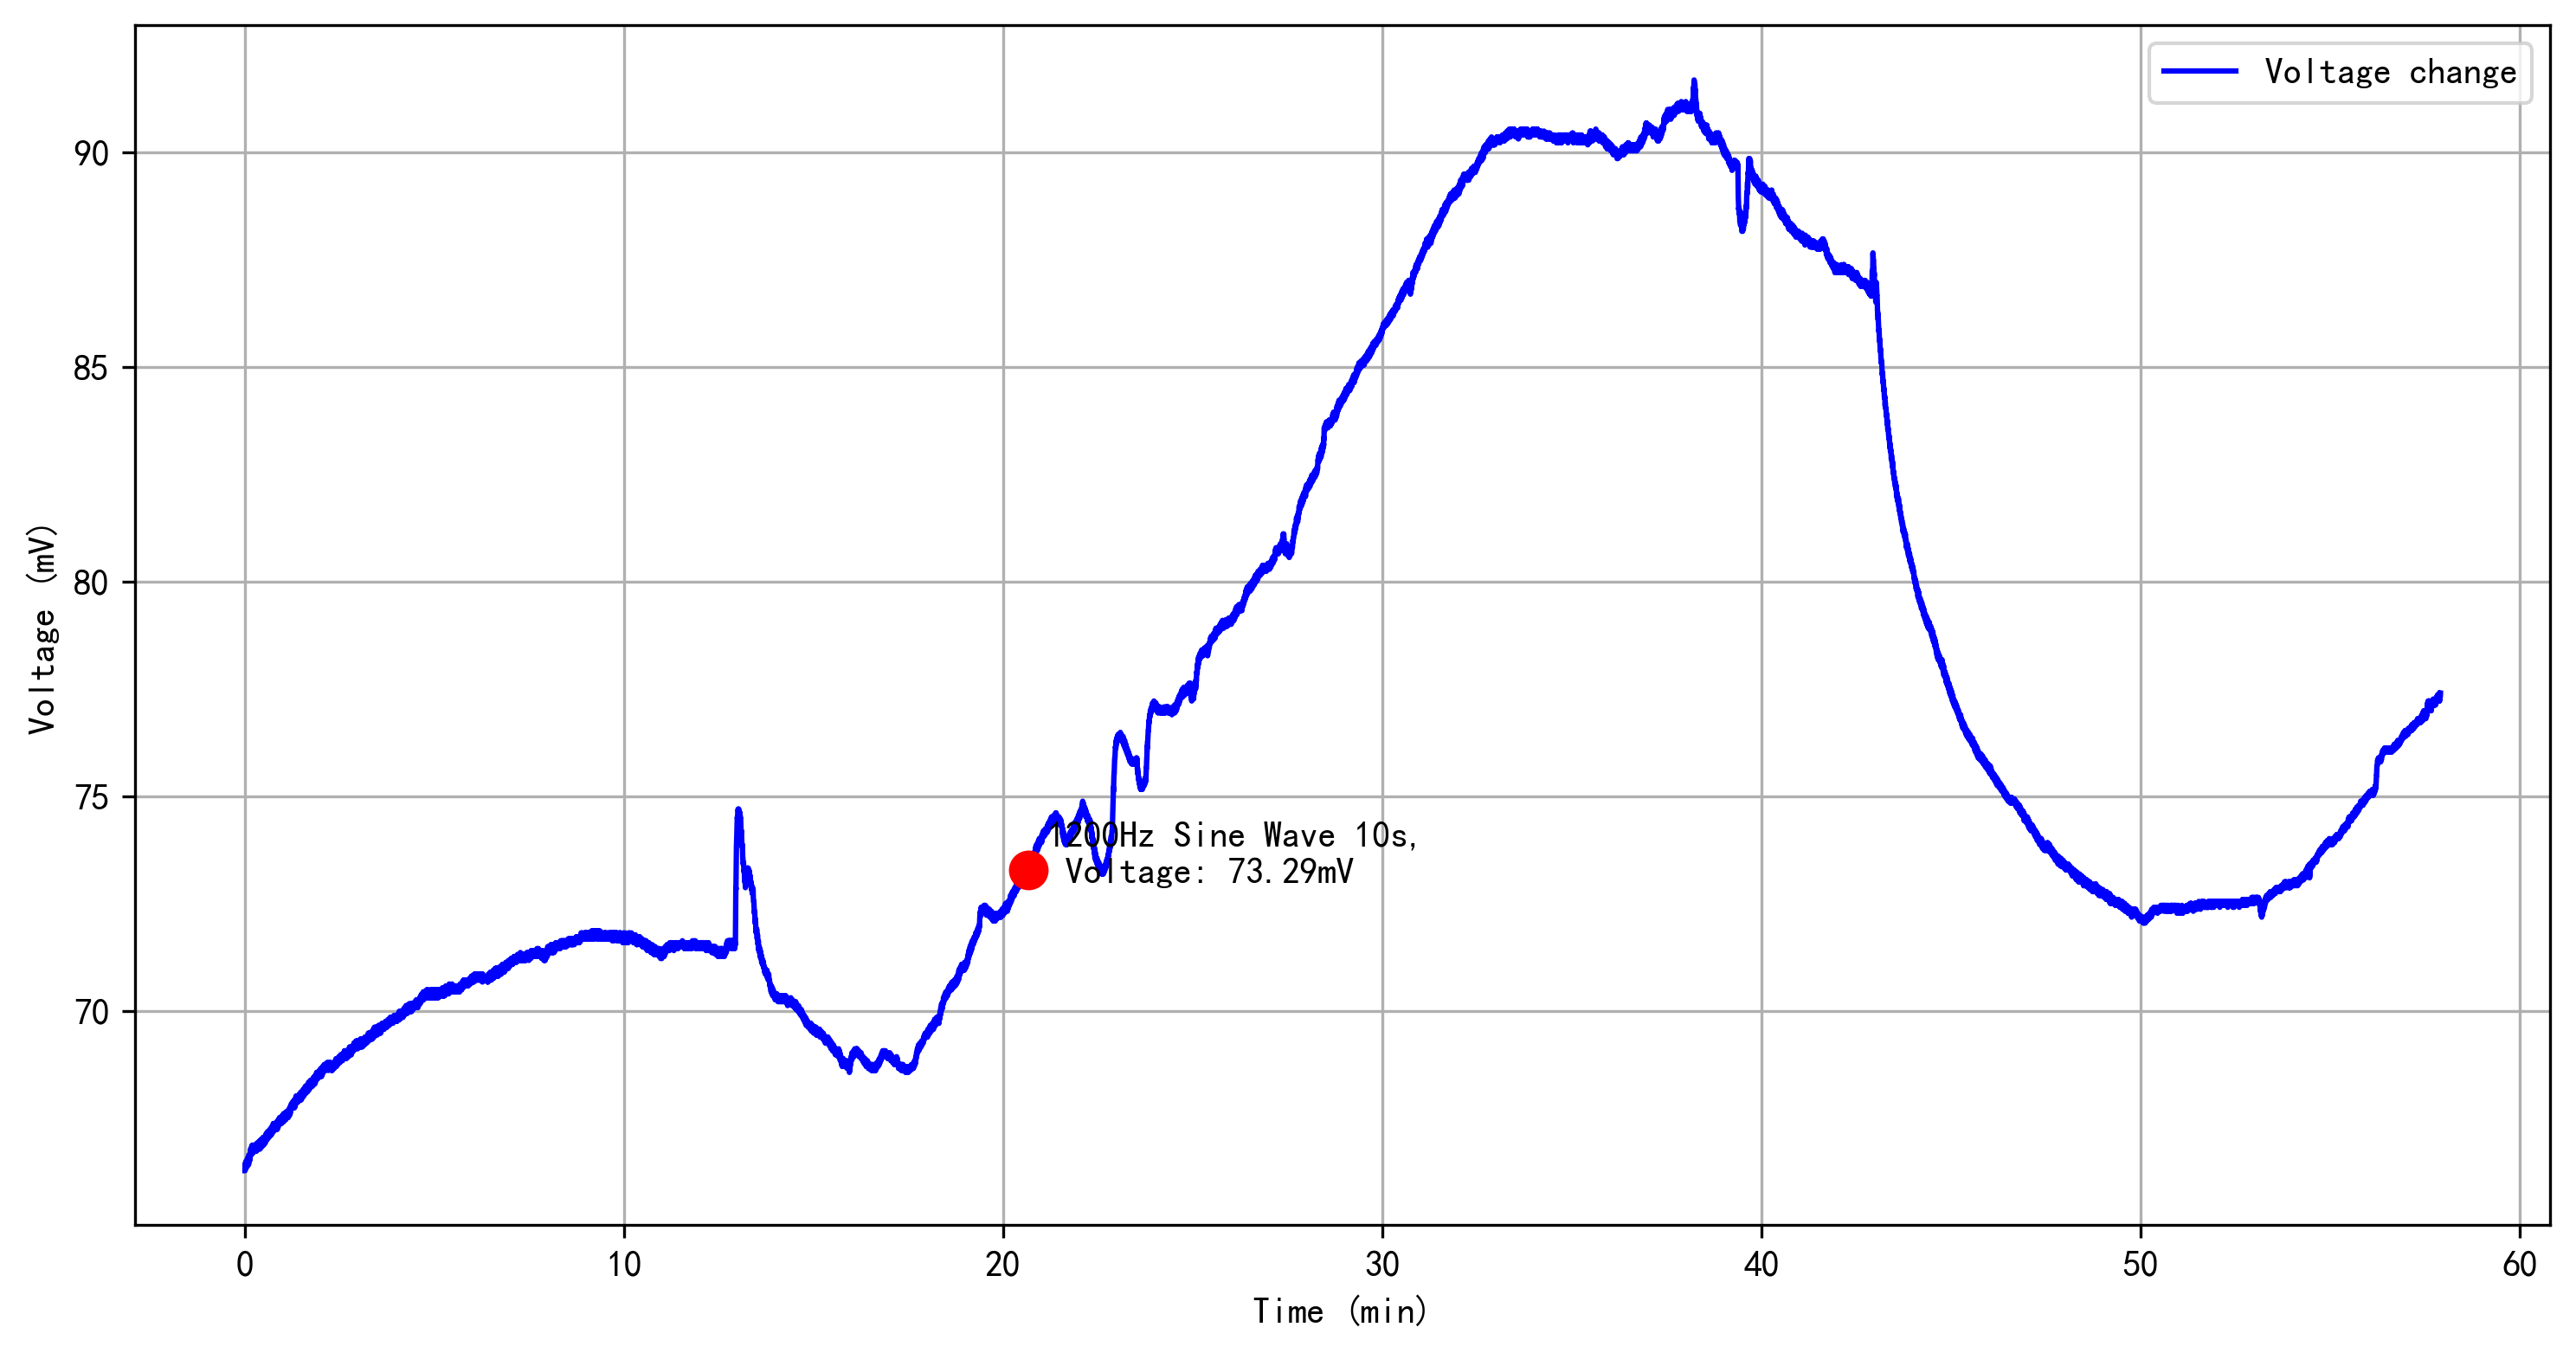 Voltage change
90
85
80
75
70
Voltage (mV)
1200Hz Sine Wave 10s,
Voltage: 73.29mV
0 10 20 30 40 50 60
Time (min)